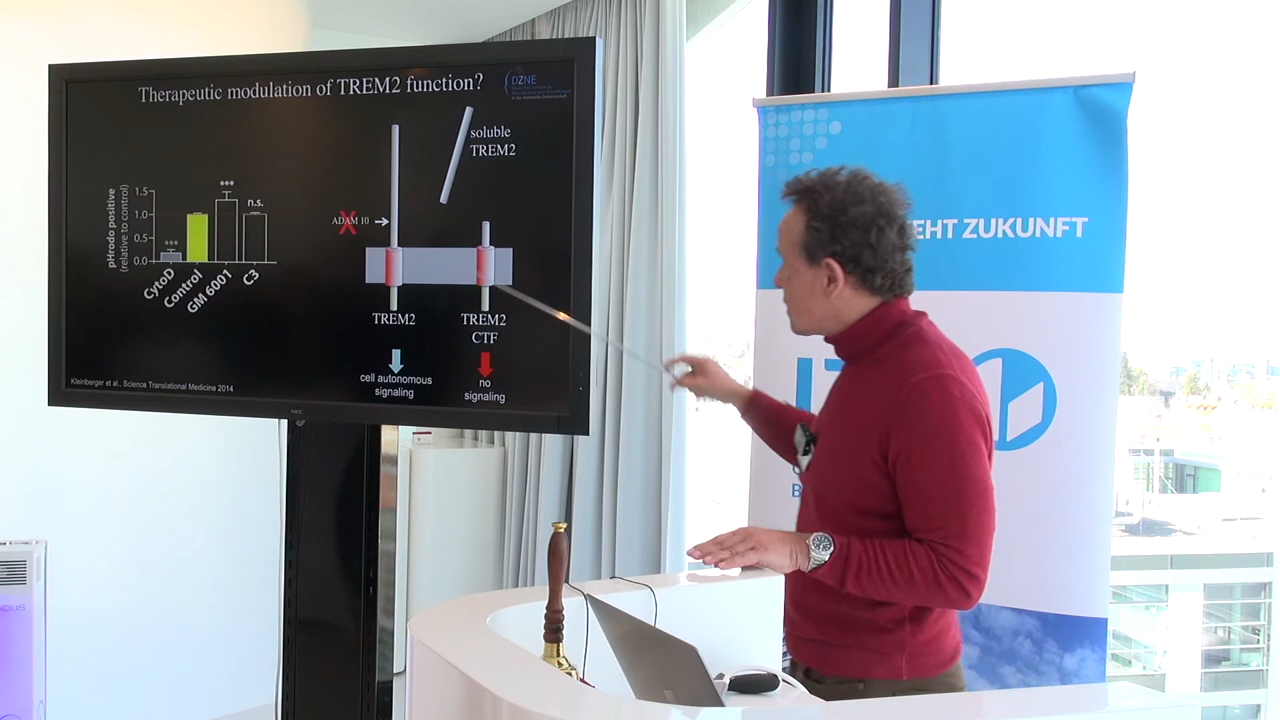 Therapeutic modulation of TREM2 function?
DZNE
soluble
TREM2
pHrodo positive
(relative to control)
1.5
1.0
0.5
0.0
***
***
n.s.
CytoD
Control
GM 6001
C3
ADAM 10
TREM2
TREM2
CTF
cell autonomous
signaling
no
signaling
Kleinberger et al., Science Translational Medicine 2014
NEC
EHT ZUKUNFT